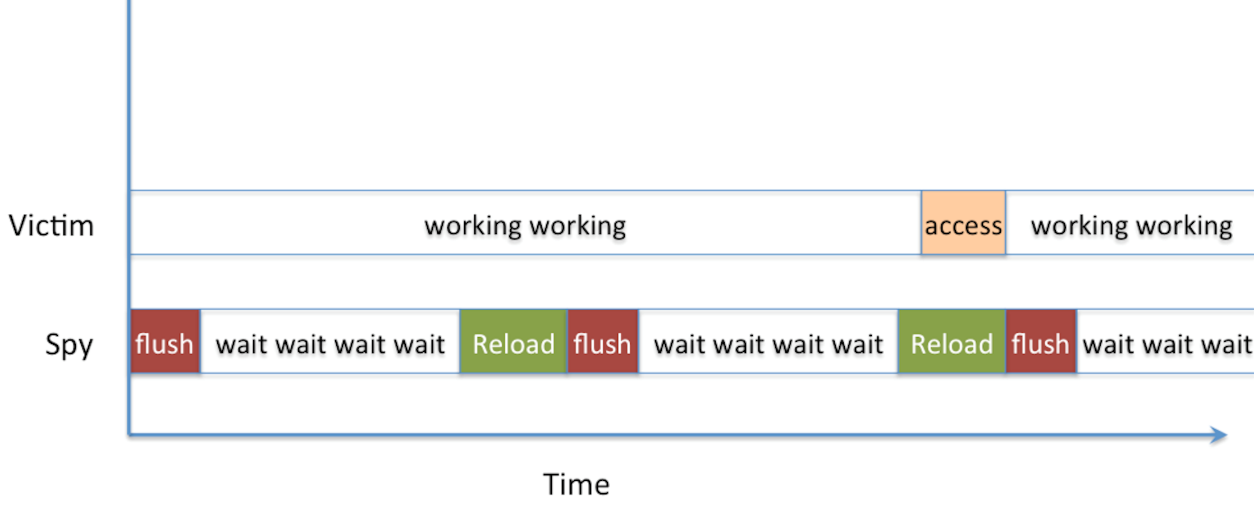 Victim
working working
access
working working
Spy
flush
wait wait wait wait
Reload
flush
wait wait wait wait
Reload
flush
wait wait wait
Time